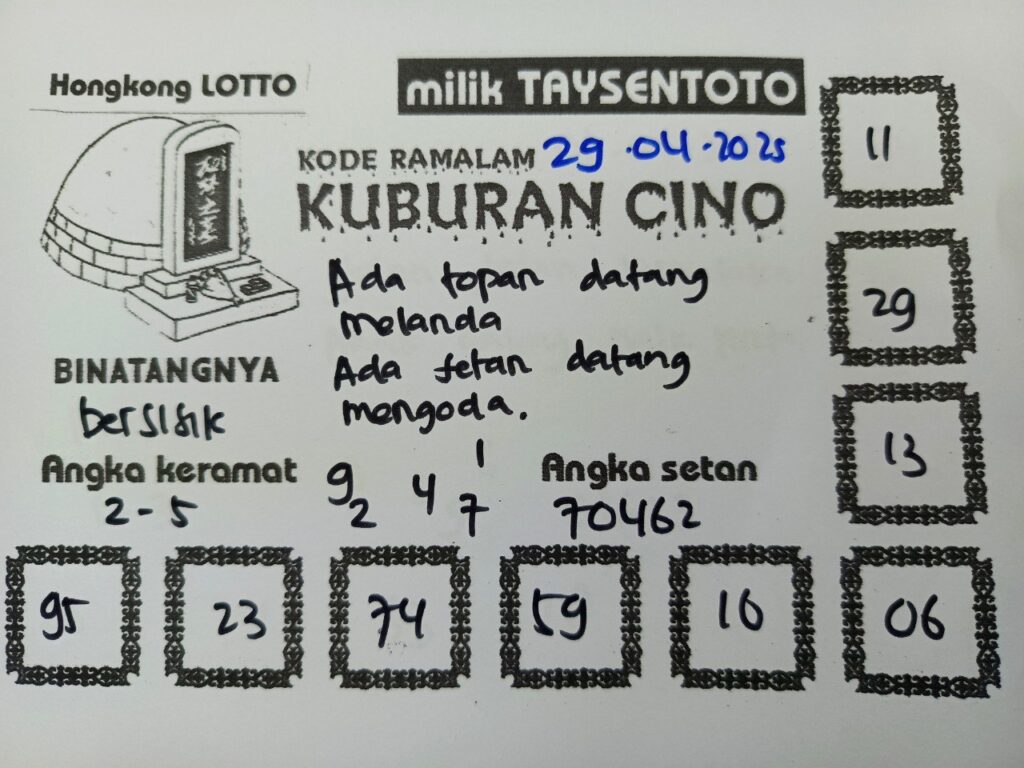 Hongkong LOTTO
milik TAYSENTOTO
KODE RAMALAM 29.04.2025
KUBURAN CINO
Ada topan datang
melanda
Ada setan datang
mengoda.
BINATANGNYA
bersisik
Angka keramat
2-5
9 1
2 4 7
Angka setan
70462
11
29
13
95 23 74 59 10 06